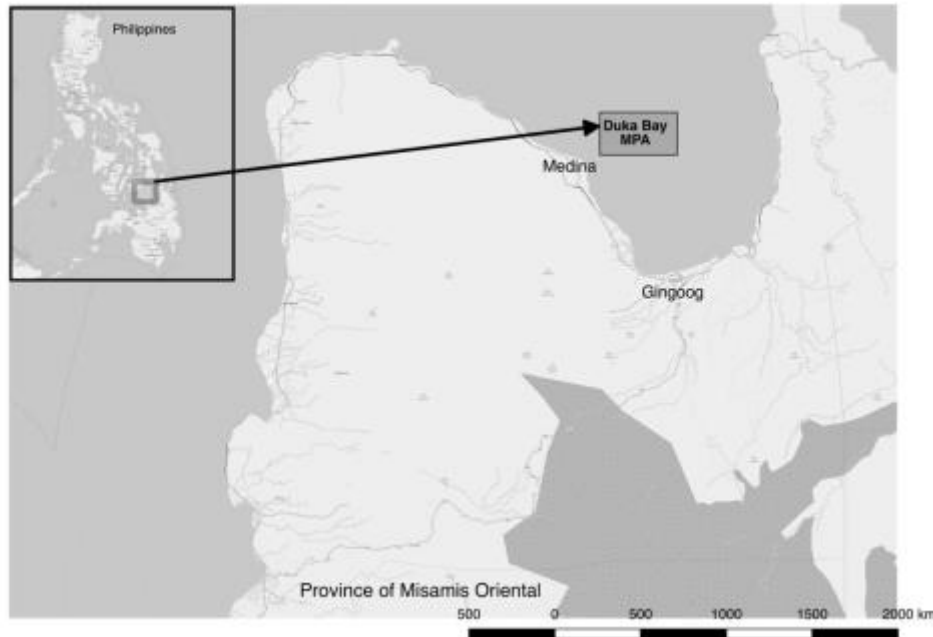 Philippines
Duka Bay
MPA
Medina
Gingoog
Province of Misamis Oriental
500 0 500 1000 1500 2000 km